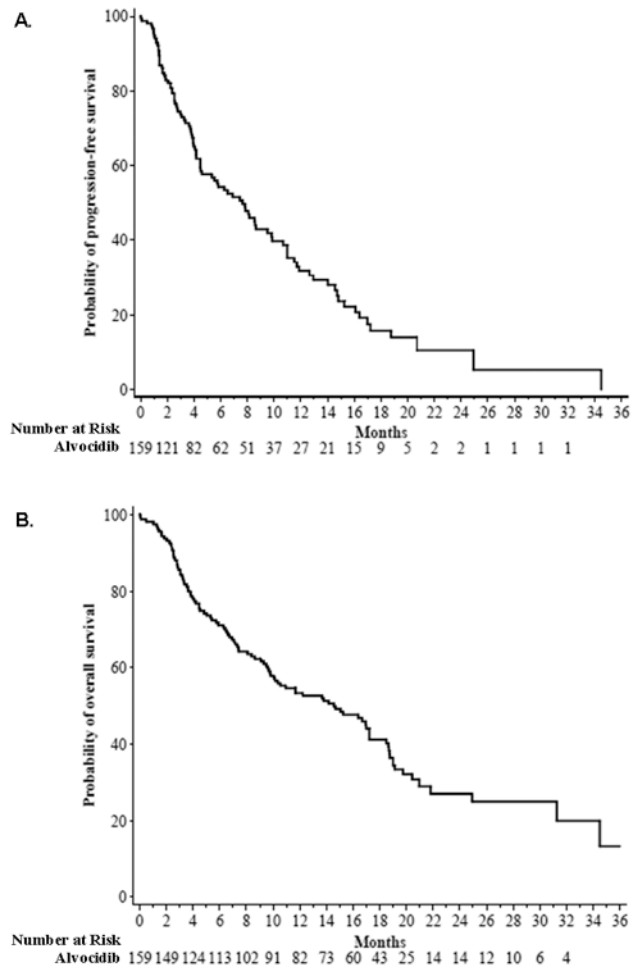 A.
Probability of progression-free survival
100
80
60
40
20
0
0 2 4 6 8 10 12 14 16 18 20 22 24 26 28 30 32 34 36
Months
Number at Risk
Alvocidib 159 121 82 62 51 37 27 21 15 9 5 2 2 1 1 1 1
B.
Probability of overall survival
100
80
60
40
20
0
0 2 4 6 8 10 12 14 16 18 20 22 24 26 28 30 32 34 36
Months
Number at Risk
Alvocidib 159 149 124 113 102 91 82 73 60 43 25 14 14 12 10 6 4